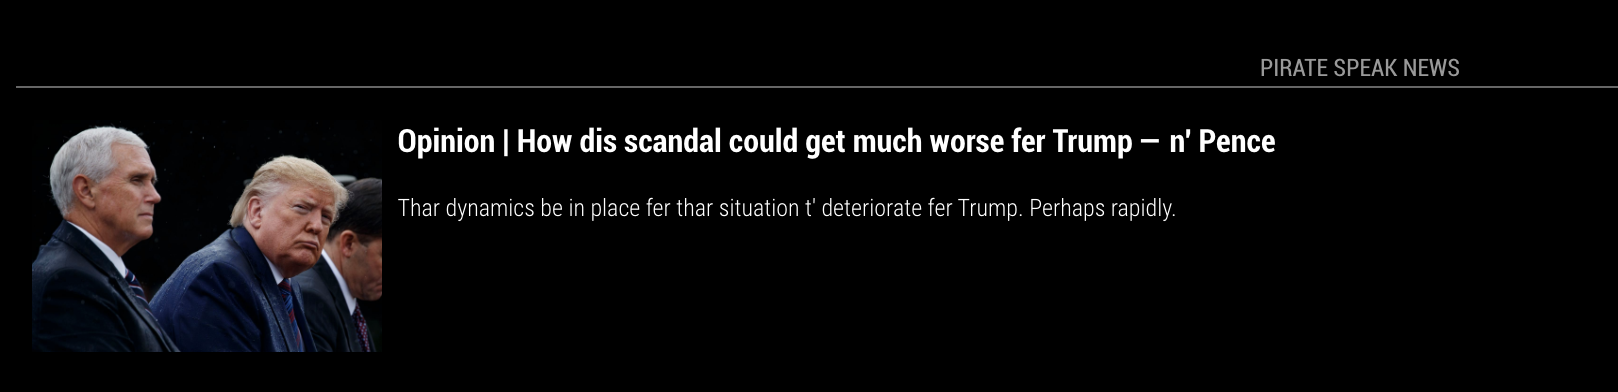 PIRATE SPEAK NEWS
Opinion | How dis scandal could get much worse fer Trump — n' Pence
Thar dynamics be in place fer thar situation t' deteriorate fer Trump. Perhaps rapidly.